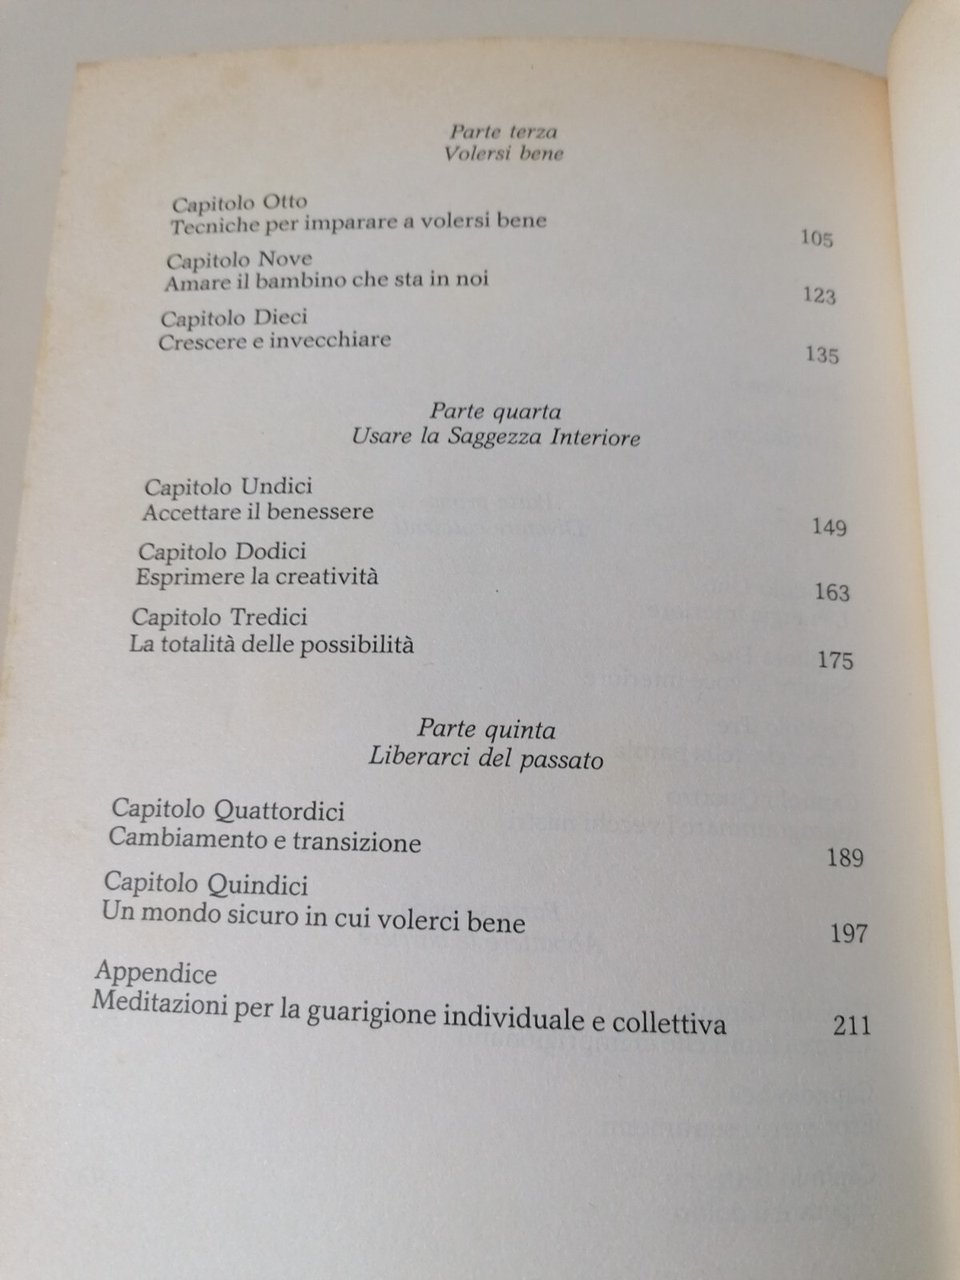 Parte terza
Volersi bene
Capitolo Otto
Tecniche per imparare a volersi bene 105
Capitolo Nove
Amare il bambino che sta in noi 123
Capitolo Dieci
Crescere e invecchiare 135
Parte quarta
Usare la Saggezza Interiore
Capitolo Undici
Accettare il benessere 149
Capitolo Dodici
Esprimere la creatività 163
Capitolo Tredici
La totalità delle possibilità 175
Parte quinta
Liberarci del passato
Capitolo Quattordici
Cambiamento e transizione 189
Capitolo Quindici
Un mondo sicuro in cui volerci bene 197
Appendice
Meditazioni per la guarigione individuale e collettiva 211